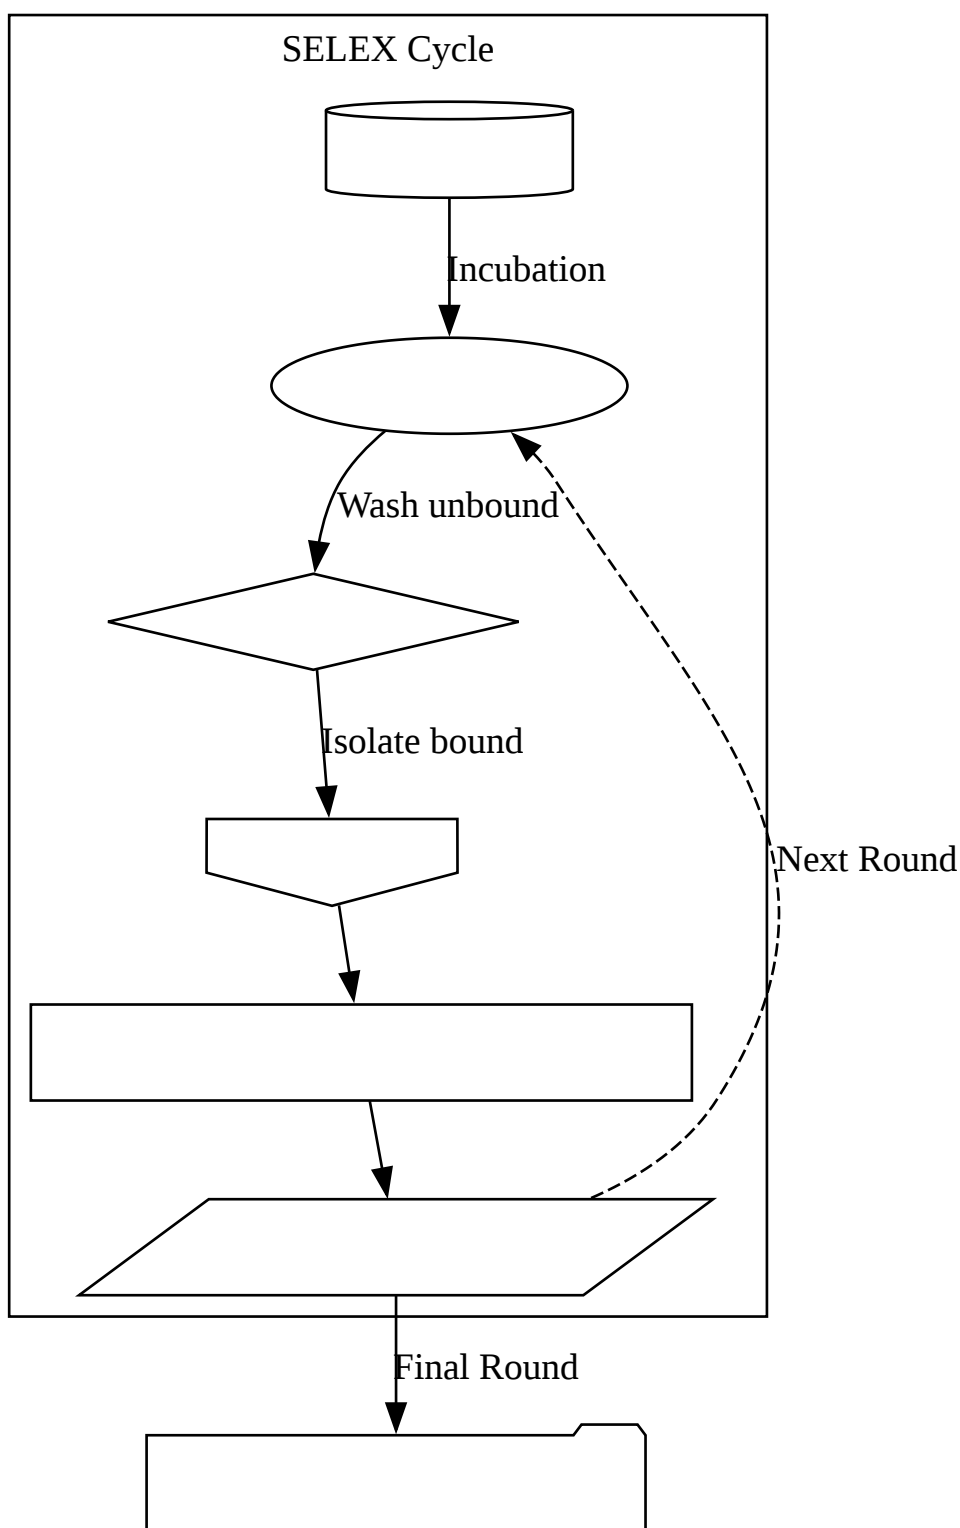 SELEX Cycle
Incubation
Wash unbound
Isolate bound
Next Round
Final Round